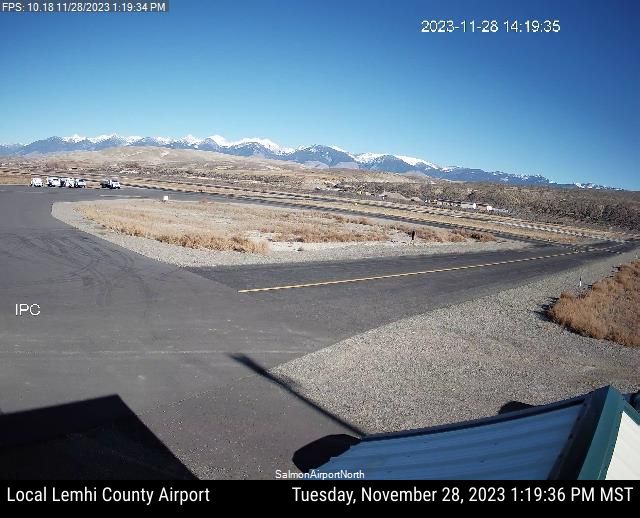 FPS: 10.18 11/28/2023 1:19:34 PM
2023-11-28 14:19:35
IPC
SalmonAirportNorth
Local Lemhi County Airport Tuesday, November 28, 2023 1:19:36 PM MST